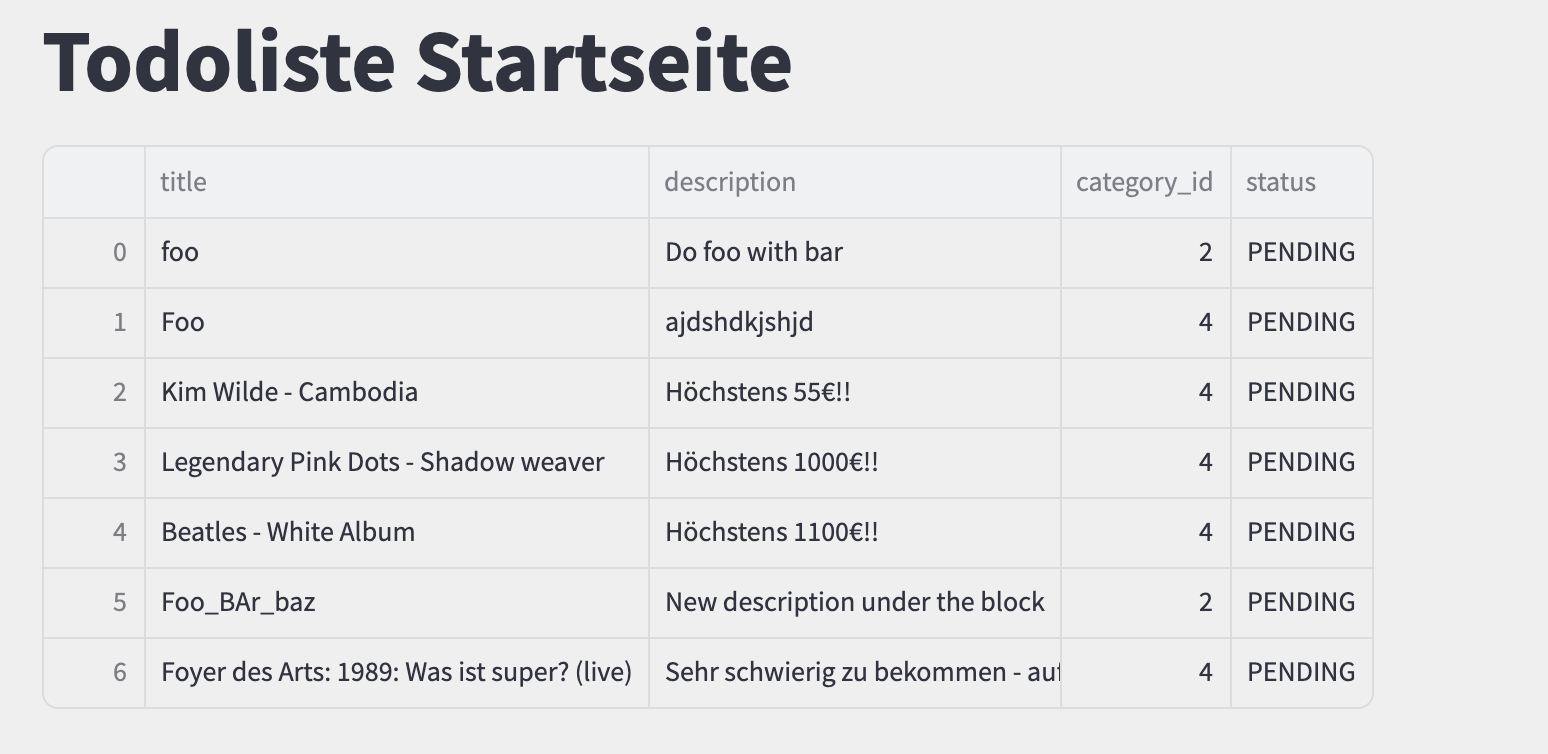 Todoliste Startseite
title description category_id status
0 foo Do foo with bar 2 PENDING
1 Foo ajdshdkjshjd 4 PENDING
2 Kim Wilde - Cambodia Höchstens 55€!! 4 PENDING
3 Legendary Pink Dots - Shadow weaver Höchstens 1000€!! 4 PENDING
4 Beatles - White Album Höchstens 1100€!! 4 PENDING
5 Foo_BAr_baz New description under the block 2 PENDING
6 Foyer des Arts: 1989: Was ist super? (live) Sehr schwierig zu bekommen - auf 4 PENDING